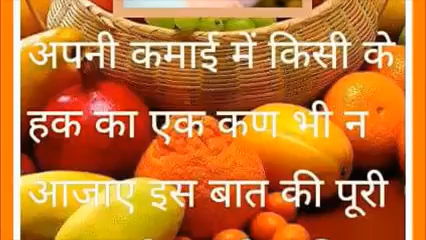 अपनी कमाई में किसी के
हक का एक कण भी न
आजाए इस बात की पूरी